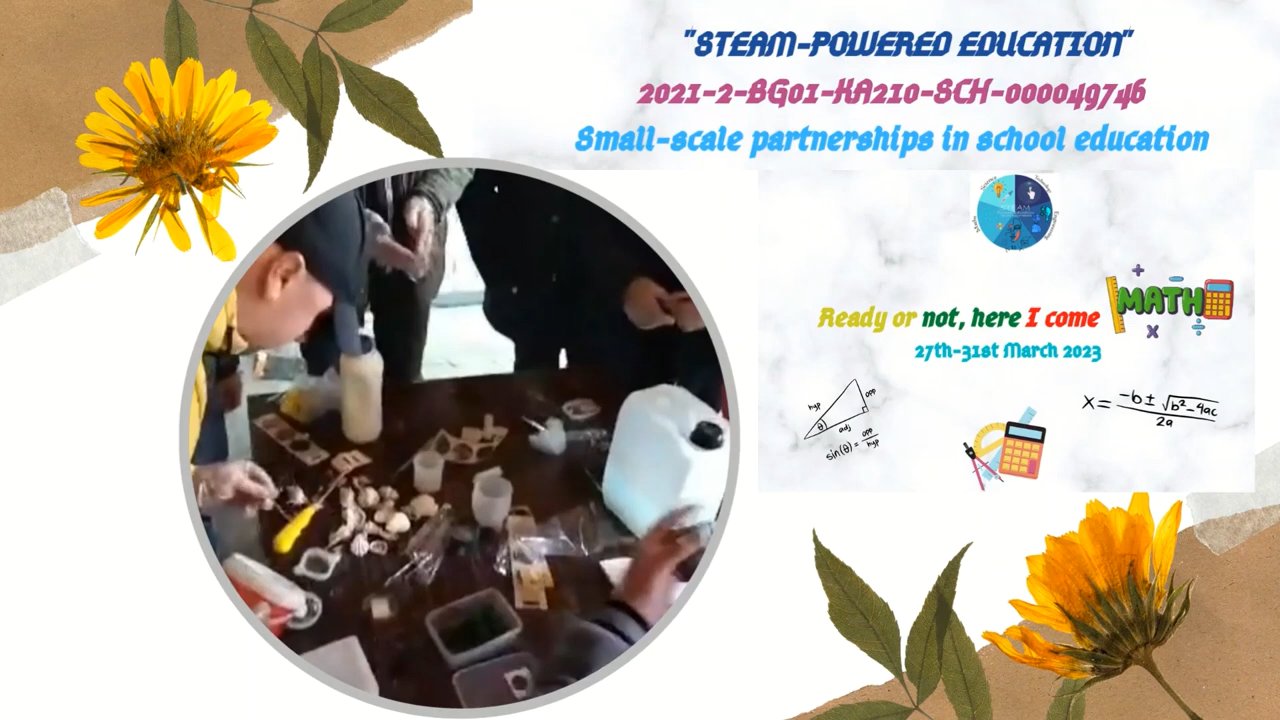 "STEAM-POWERED EDUCATION"
2021-2-BG01-KA210-SCH-000049746
Small-scale partnerships in school education
STEAM
Ready or not, here I come
MATH
27th-31st March 2023
hyp
opp
θ
adj
sin(θ) = opp/hyp
x = -b ± √b²-4ac / 2a